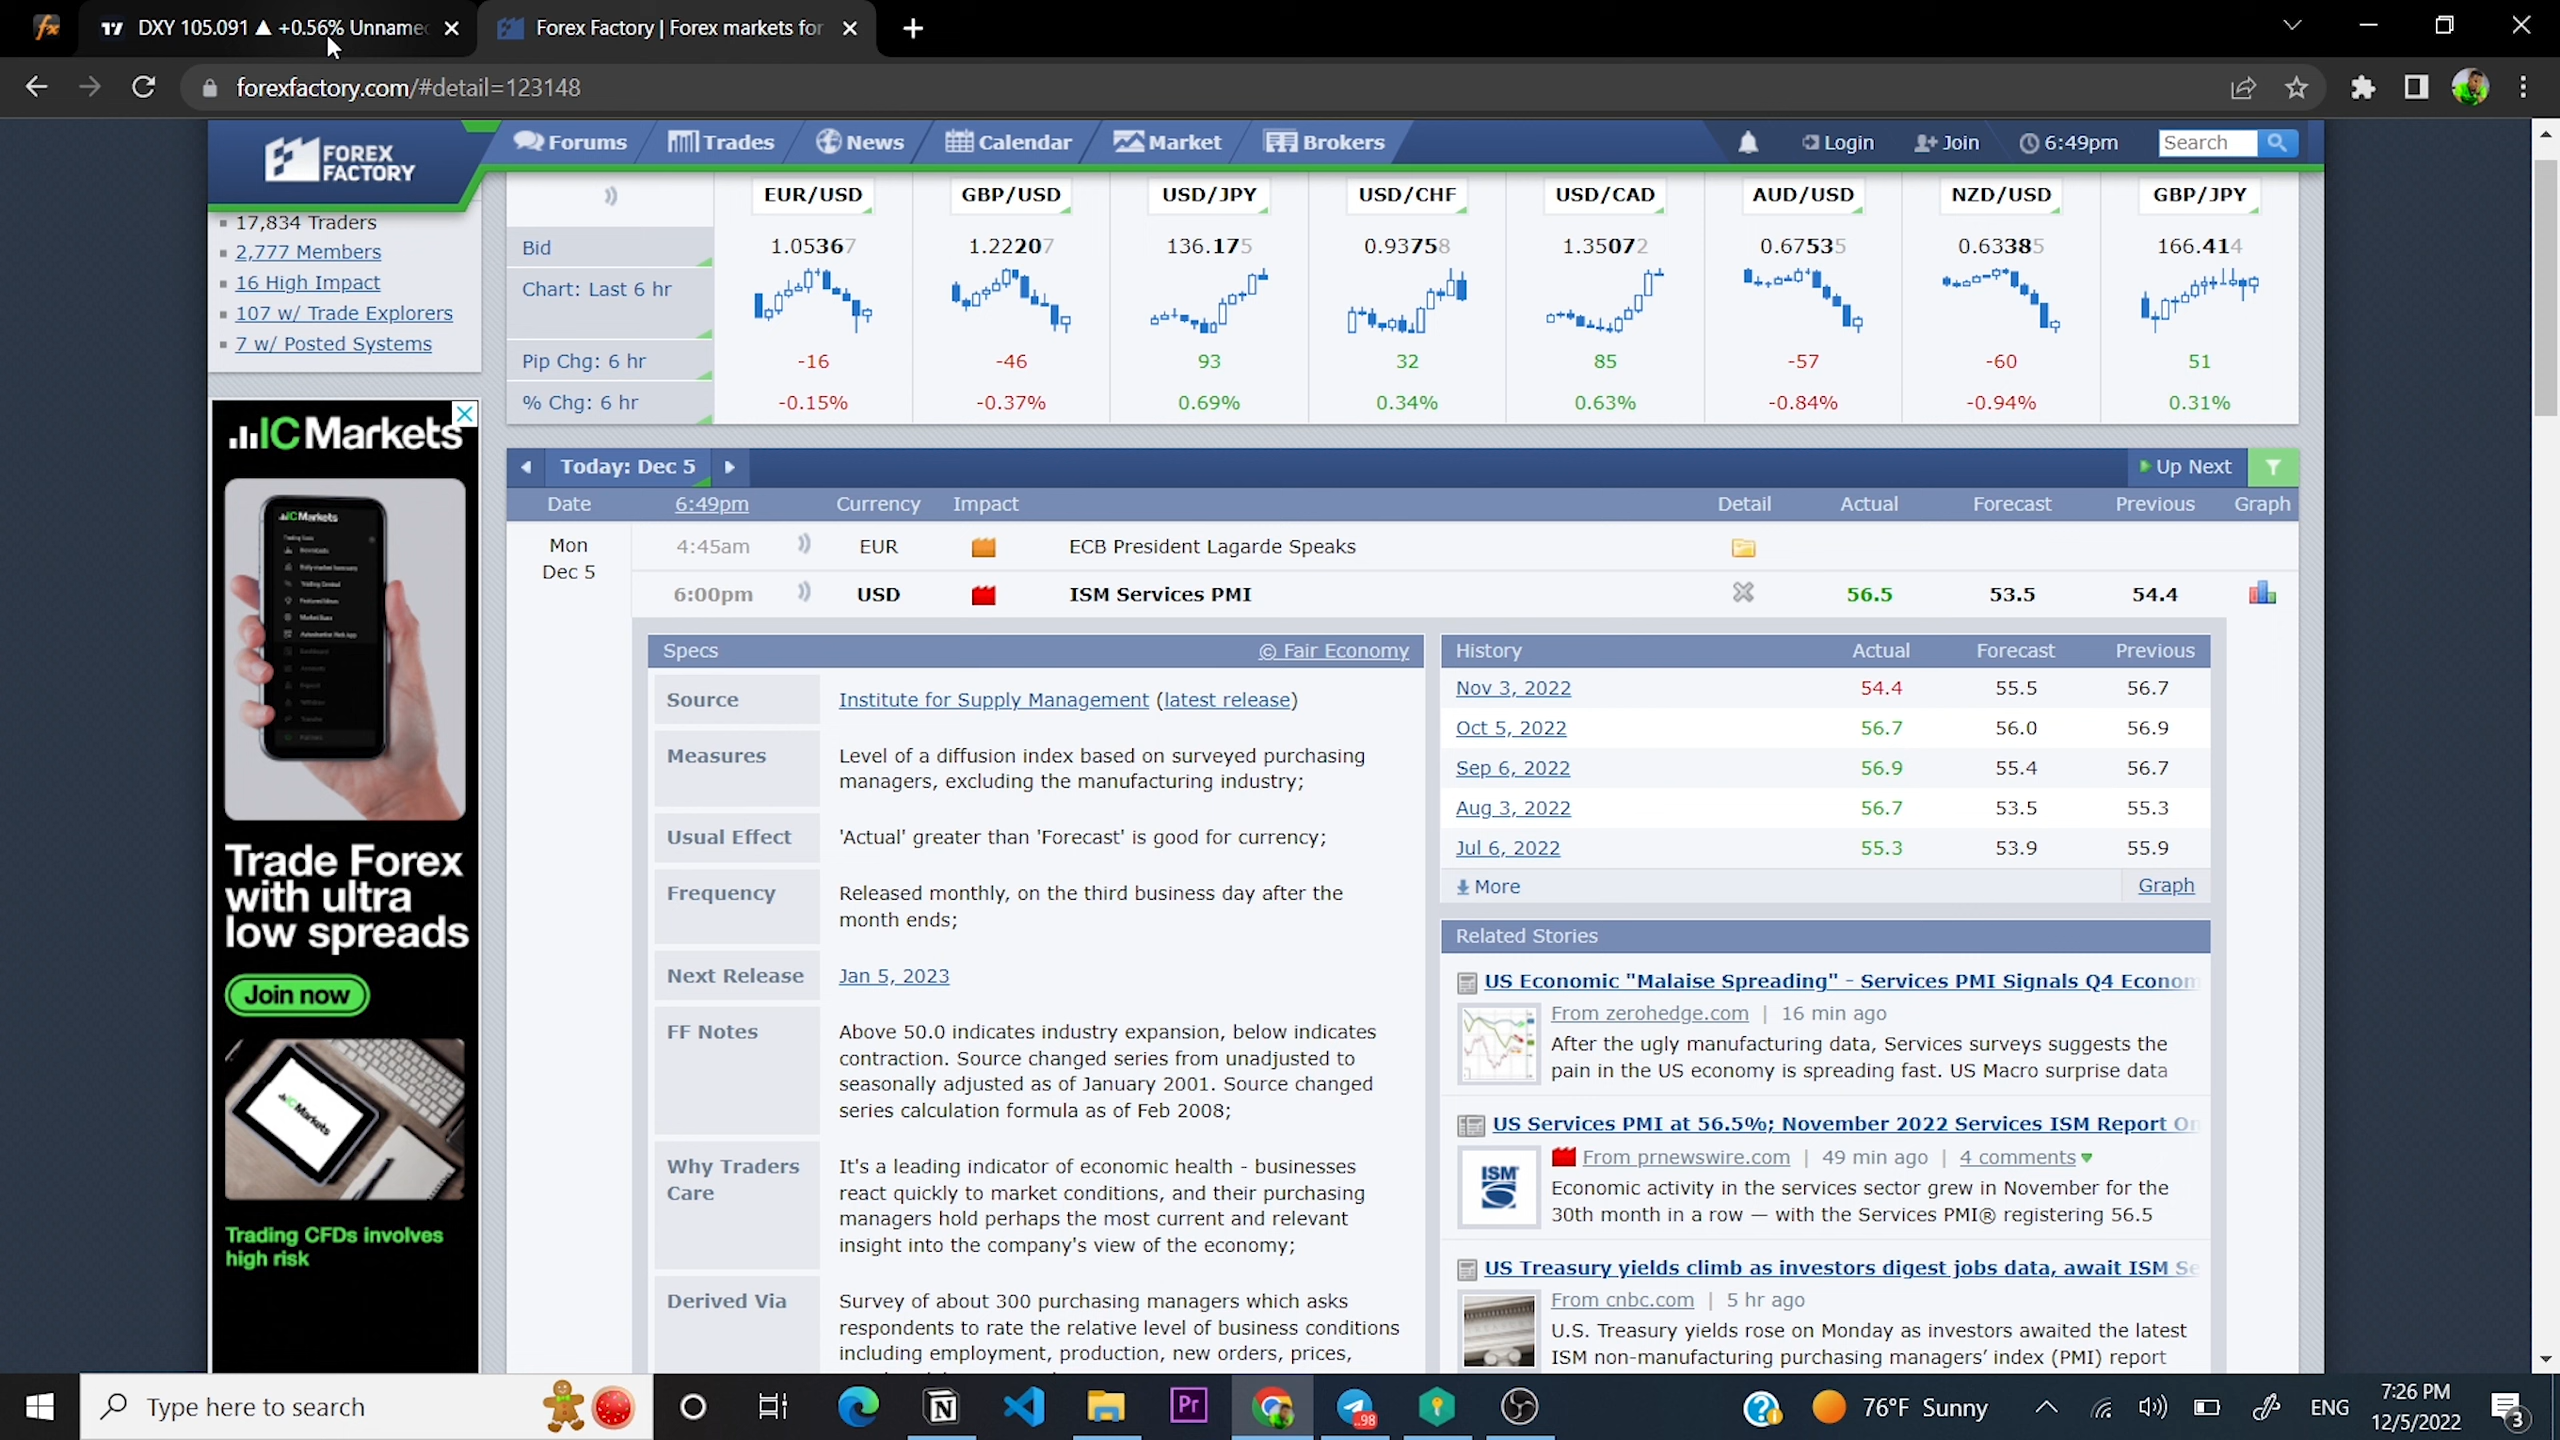 DXY 105.091 ▲ +0.56% Unname
Forex Factory | Forex markets for
forexfactory.com/#detail=123148
FOREX FACTORY
Forums
Trades
News
Calendar
Market
Brokers
Login
Join
6:49pm
Search
17,834 Traders
2,777 Members
16 High Impact
107 w/ Trade Explorers
7 w/ Posted Systems
EUR/USD GBP/USD USD/JPY USD/CHF USD/CAD AUD/USD NZD/USD GBP/JPY
Bid 1.05367 1.22207 136.175 0.93758 1.35072 0.67535 0.63385 166.414
Chart: Last 6 hr
Pip Chg: 6 hr -16 -46 93 32 85 -57 -60 51
% Chg: 6 hr -0.15% -0.37% 0.69% 0.34% 0.63% -0.84% -0.94% 0.31%
IC Markets
IC Markets
Trade Forex
with ultra
low spreads
Join now
IC Markets
Trading CFDs involves
high risk
Today: Dec 5
Up Next
Date 6:49pm Currency Impact Detail Actual Forecast Previous Graph
Mon
Dec 5
4:45am EUR ECB President Lagarde Speaks
6:00pm USD ISM Services PMI 56.5 53.5 54.4
Specs © Fair Economy
Source Institute for Supply Management (latest release)
Measures Level of a diffusion index based on surveyed purchasing
managers, excluding the manufacturing industry;
Usual Effect 'Actual' greater than 'Forecast' is good for currency;
Frequency Released monthly, on the third business day after the
month ends;
Next Release Jan 5, 2023
FF Notes Above 50.0 indicates industry expansion, below indicates
contraction. Source changed series from unadjusted to
seasonally adjusted as of January 2001. Source changed
series calculation formula as of Feb 2008;
Why Traders Care It's a leading indicator of economic health - businesses
react quickly to market conditions, and their purchasing
managers hold perhaps the most current and relevant
insight into the company's view of the economy;
Derived Via Survey of about 300 purchasing managers which asks
respondents to rate the relative level of business conditions
including employment, production, new orders, prices,
History Actual Forecast Previous
Nov 3, 2022 54.4 55.5 56.7
Oct 5, 2022 56.7 56.0 56.9
Sep 6, 2022 56.9 55.4 56.7
Aug 3, 2022 56.7 53.5 55.3
Jul 6, 2022 55.3 53.9 55.9
More Graph
Related Stories
US Economic "Malaise Spreading" - Services PMI Signals Q4 Econom
From zerohedge.com | 16 min ago
After the ugly manufacturing data, Services surveys suggests the
pain in the US economy is spreading fast. US Macro surprise data
US Services PMI at 56.5%; November 2022 Services ISM Report On
ISM
From prnewswire.com | 49 min ago | 4 comments
Economic activity in the services sector grew in November for the
30th month in a row — with the Services PMI® registering 56.5
US Treasury yields climb as investors digest jobs data, await ISM Se
From cnbc.com | 5 hr ago
U.S. Treasury yields rose on Monday as investors awaited the latest
ISM non-manufacturing purchasing managers' index (PMI) report
Type here to search
Pr
.98
76°F Sunny
ENG
7:26 PM
12/5/2022
3